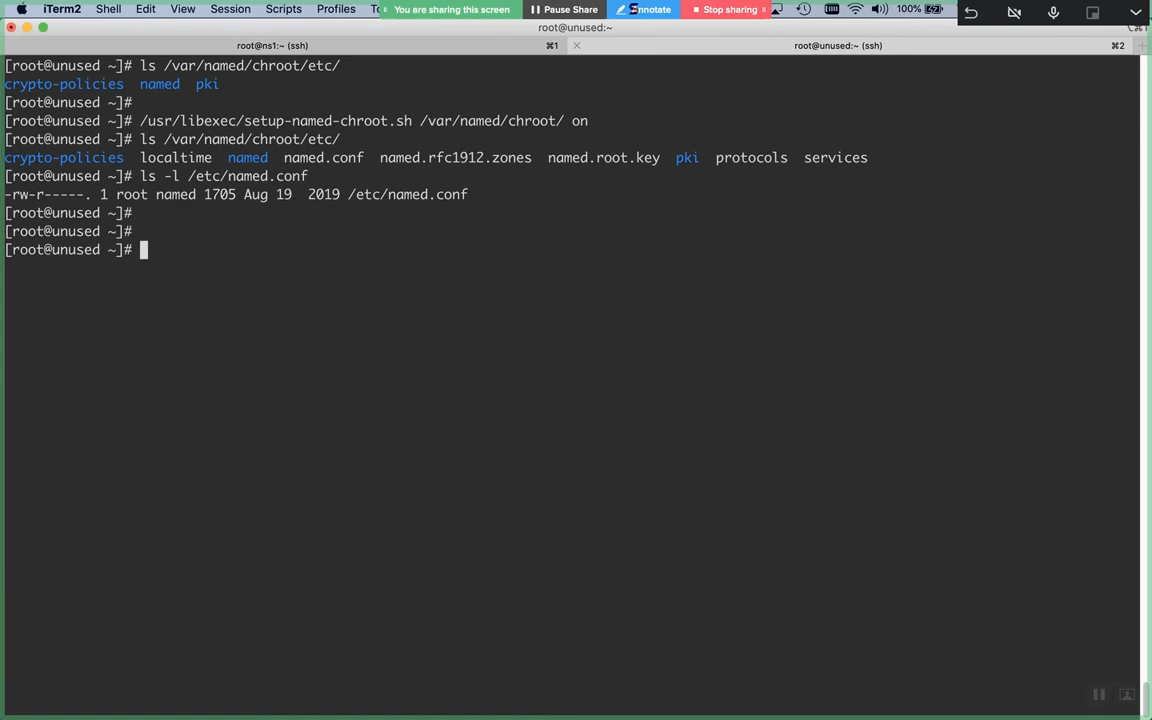 iTerm2 Shell Edit View Session Scripts Profiles You are sharing this screen Pause Share Stop sharing 100%
root@unused:~
root@ns1:~ (ssh) ⌘1 root@unused:~ (ssh) ⌘2
[root@unused ~]# ls /var/named/chroot/etc/
crypto-policies named pki
[root@unused ~]#
[root@unused ~]# /usr/libexec/setup-named-chroot.sh /var/named/chroot/ on
[root@unused ~]# ls /var/named/chroot/etc/
crypto-policies localtime named named.conf named.rfc1912.zones named.root.key pki protocols services
[root@unused ~]# ls -l /etc/named.conf
-rw-r-----. 1 root named 1705 Aug 19 2019 /etc/named.conf
[root@unused ~]#
[root@unused ~]#
[root@unused ~]#